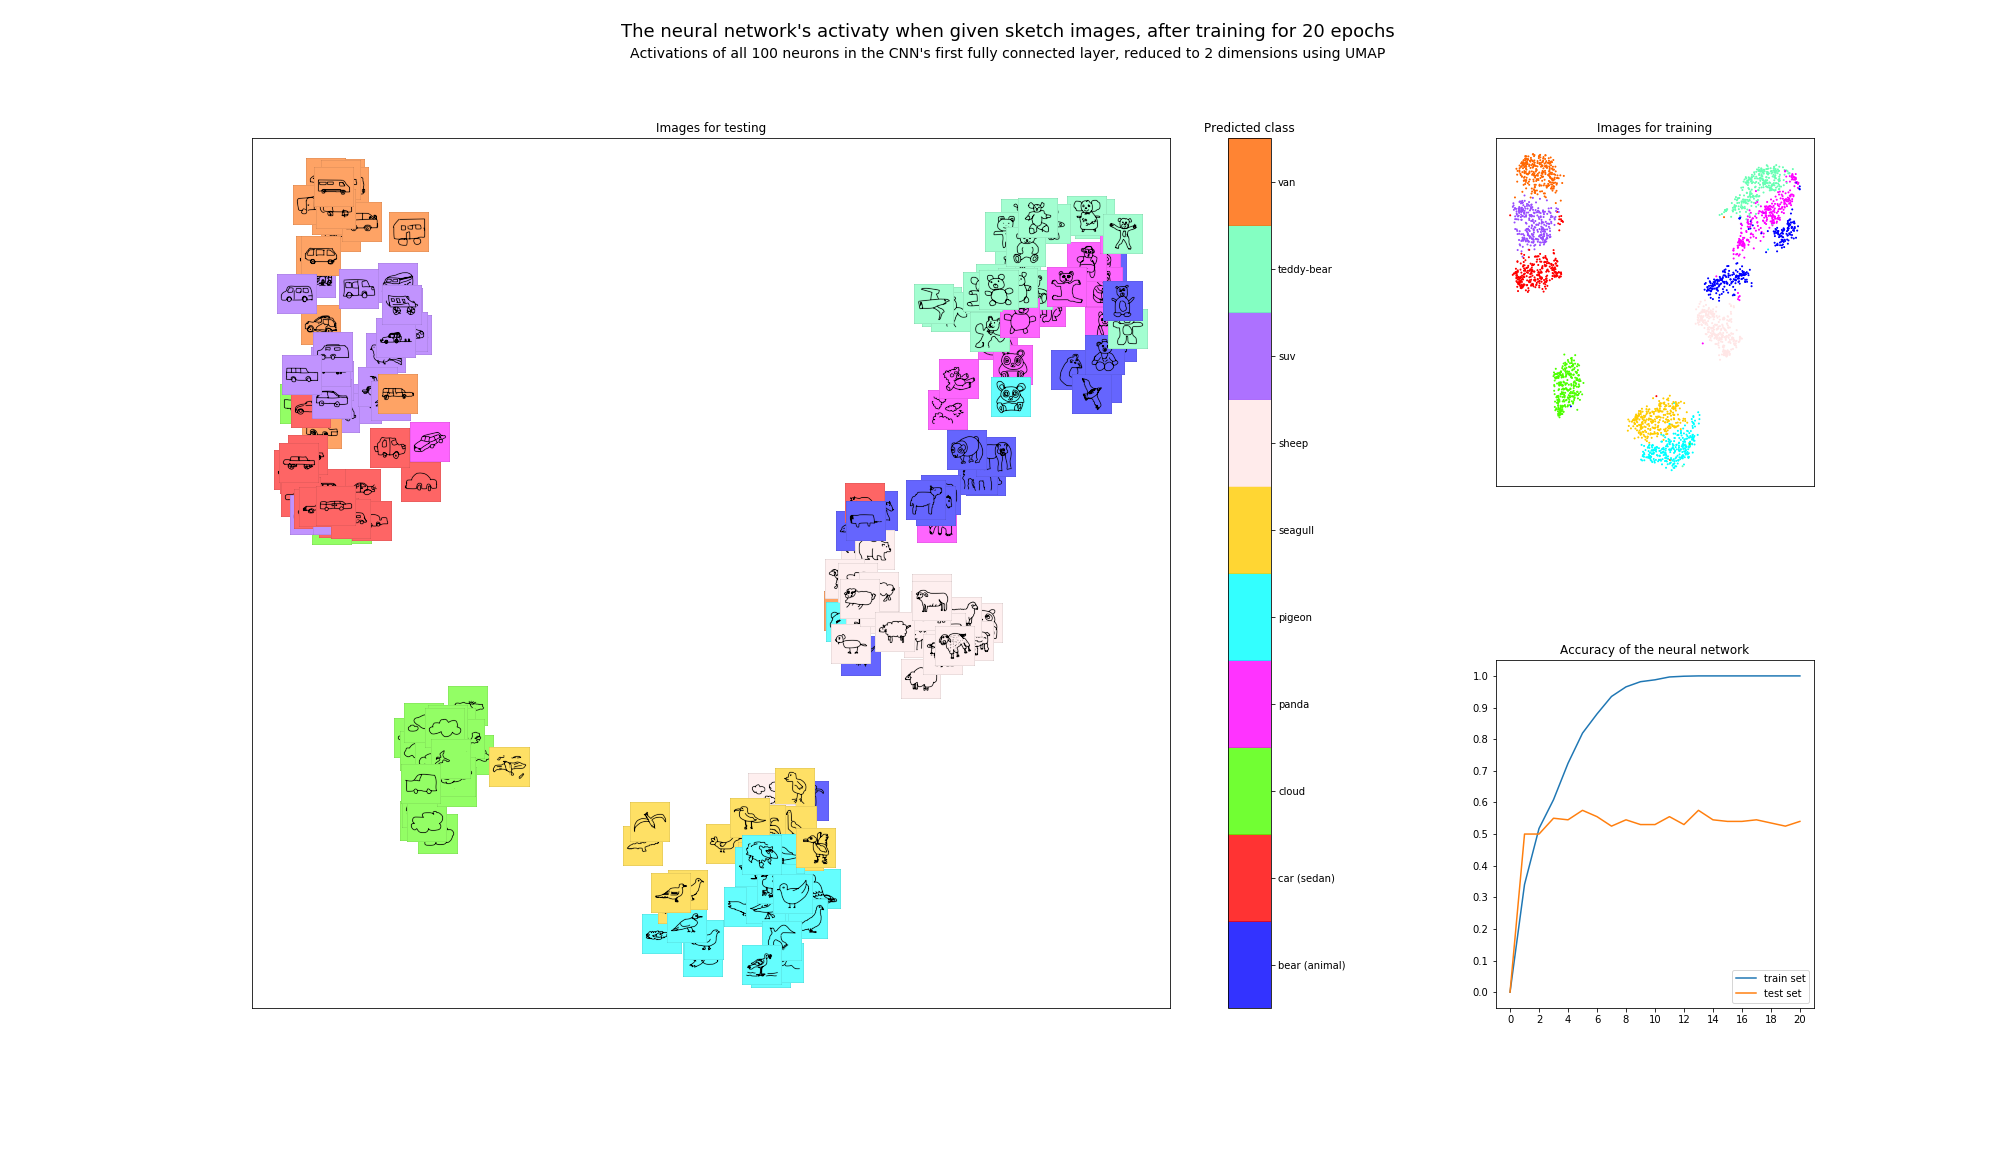 The neural network's activaty when given sketch images, after training for 20 epochs
Activations of all 100 neurons in the CNN's first fully connected layer, reduced to 2 dimensions using UMAP
Images for testing
Predicted class
van
teddy-bear
suv
sheep
seagull
pigeon
panda
cloud
car (sedan)
bear (animal)
Images for training
Accuracy of the neural network
1.0
0.9
0.8
0.7
0.6
0.5
0.4
0.3
0.2
0.1
0.0
train set
test set
0 2 4 6 8 10 12 14 16 18 20